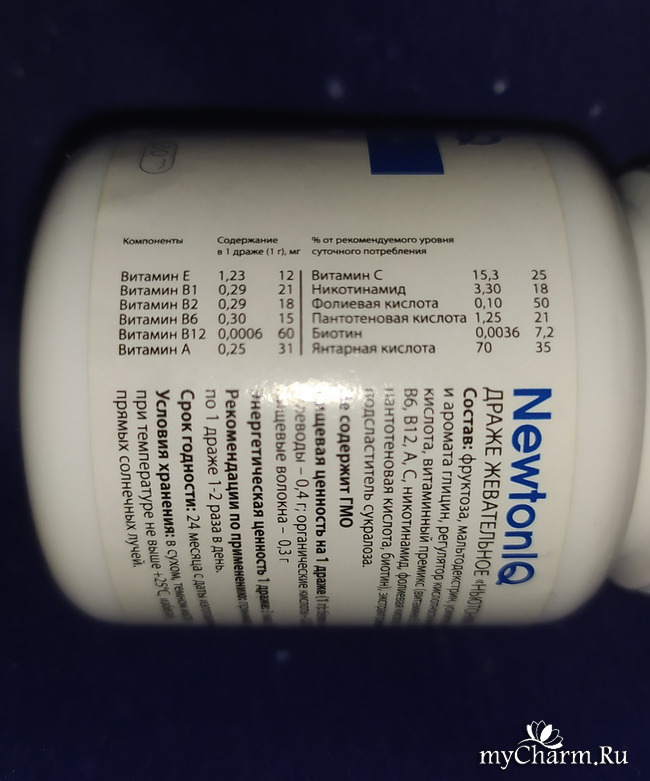 Компоненты Содержание в 1 драже (1 г), мг % от рекомендуемого уровня суточного потребления
Витамин Е 1,23 12
Витамин В1 0,29 21
Витамин В2 0,29 18
Витамин В6 0,30 15
Витамин В12 0,0006 60
Витамин А 0,25 31
Витамин С 15,3 25
Никотинамид 3,30 18
Фолиевая кислота 0,10 50
Пантотеновая кислота 1,25 21
Биотин 0,0036 7,2
Янтарная кислота 70 35
NewtonIQ
ДРАЖЕ ЖЕВАТЕЛЬНОЕ «НЬЮТОН
Состав: фруктоза, мальтодекстрин,
и аромата глицин, регулятор кислотности
кислота, витаминный премикс (витамины
В6, В12, А, С, никотинамид, фолиевая
пантотеновая кислота, биотин),
подсластитель сукралоза.
содержит ГМО
ценность на 1 драже (1 г):
– 0,4 г; органические кислоты
волокна – 0,3 г
энергетическая ценность 1 драже:
Рекомендации по применению:
по 1 драже 1-2 раза в день.
Срок годности: 24 месяца с даты
Условия хранения: в сухом, темном
при температуре не выше +25°С,
прямых солнечных лучей.
myCharm.Ru